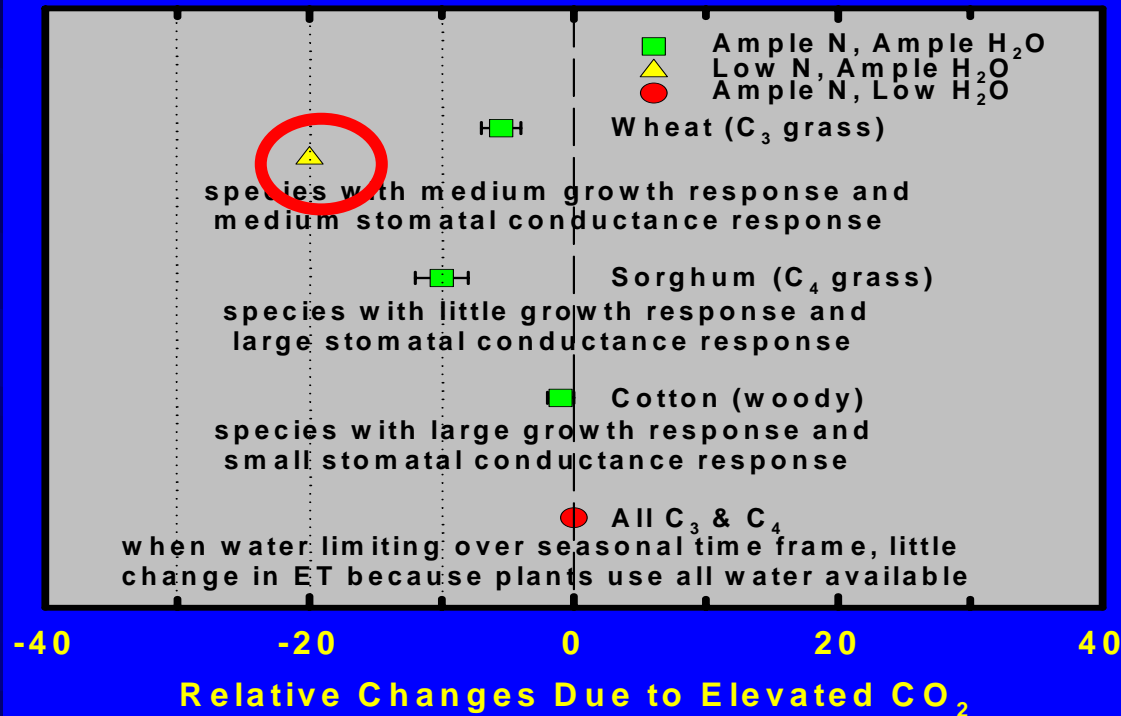 Ample N, Ample H₂O
Low N, Ample H₂O
Ample N, Low H₂O
Wheat (C₃ grass)
species with medium growth response and
medium stomatal conductance response
Sorghum (C₄ grass)
species with little growth response and
large stomatal conductance response
Cotton (woody)
species with large growth response and
small stomatal conductance response
All C₃ & C₄
when water limiting over seasonal time frame, little
change in ET because plants use all water available
-40 -20 0 20 40
Relative Changes Due to Elevated CO₂